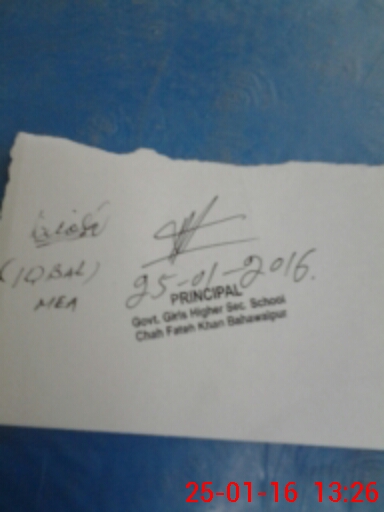 (IQBAL)
MEA
25-01-2016.
PRINCIPAL
Govt. Girls Higher Sec. School
Chah Fateh Khan Bahawalpur
25-01-16 13:26